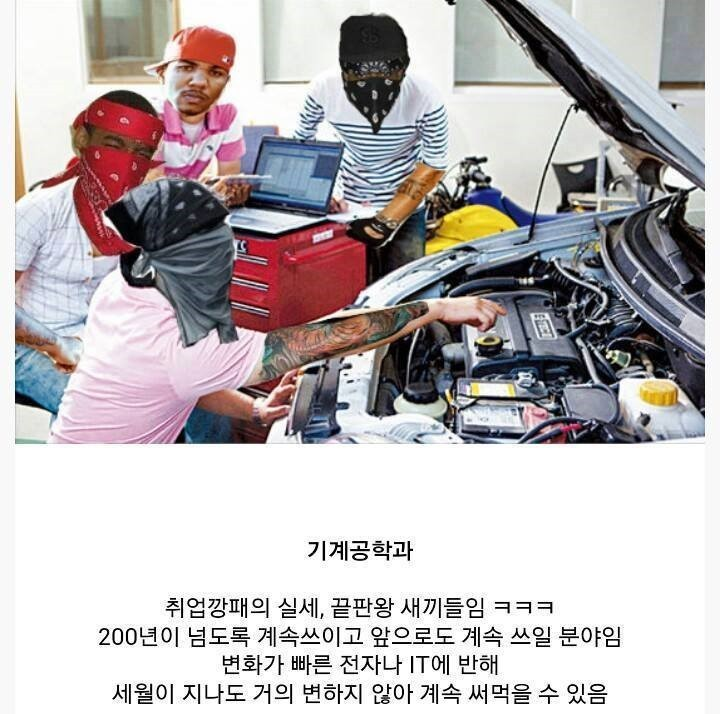 기계공학과
취업깡패의 실세, 끝판왕 새끼들임 ㅋㅋㅋ
200년이 넘도록 계속쓰이고 앞으로도 계속 쓰일 분야임
변화가 빠른 전자나 IT에 반해
세월이 지나도 거의 변하지 않아 계속 써먹을 수 있음